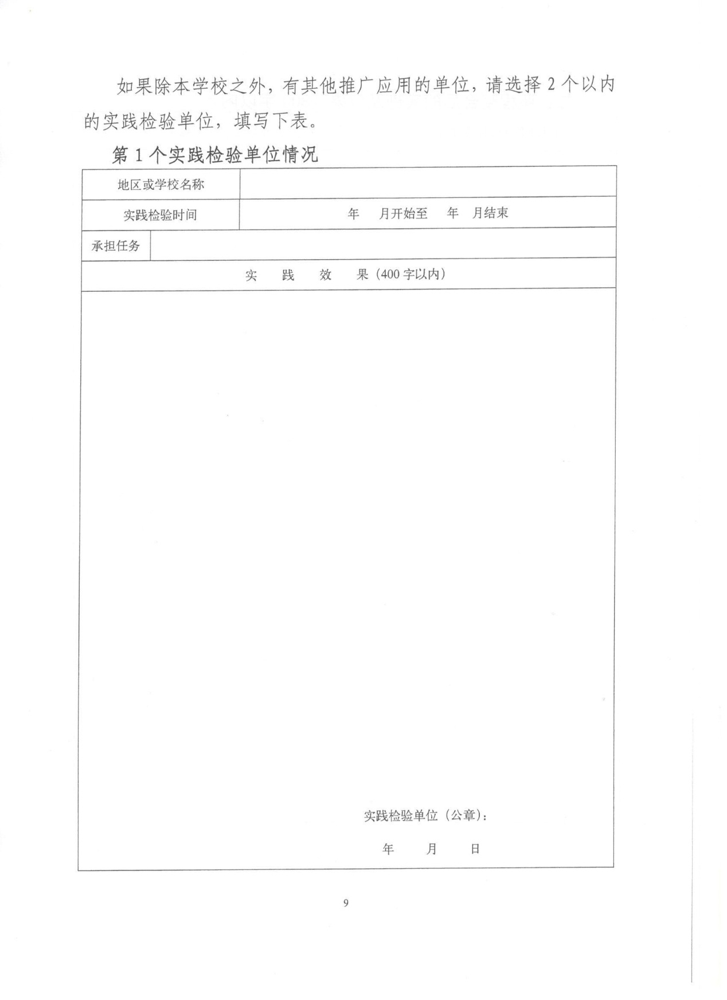 如果除本学校之外，有其他推广应用的单位，请选择 2 个以内
的实践检验单位，填写下表。
第 1 个实践检验单位情况
地区或学校名称
实践检验时间 年 月开始至 年 月结束
承担任务
实 践 效 果（400 字以内）
实践检验单位（公章）：
年 月 日
9